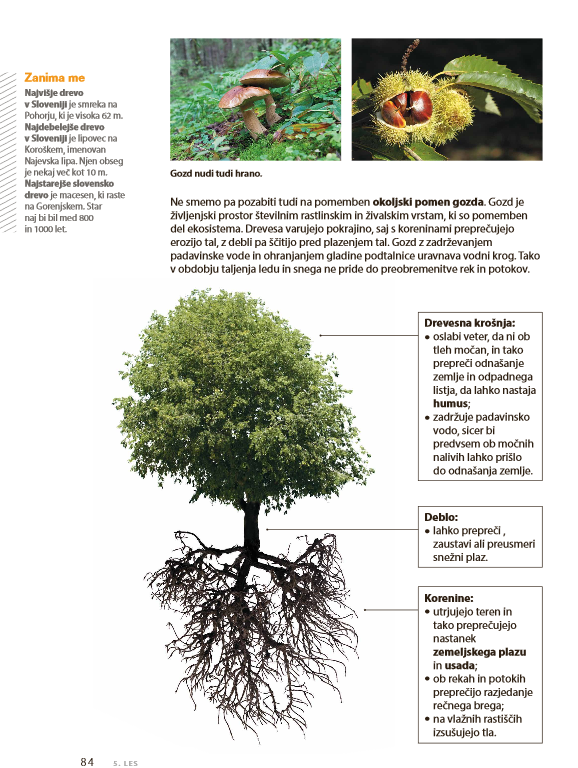 Zanima me
Najvišje drevo
v Sloveniji je smreka na
Pohorju, ki je visoka 62 m.
Najdebelejše drevo
v Sloveniji je lipovec na
Koroškem, imenovan
Najevska lipa. Njen obseg
je nekaj več kot 10 m.
Najstarejše slovensko
drevo je macesen, ki raste
na Gorenjskem. Star
naj bi bil med 800
in 1000 let.
Gozd nudi tudi hrano.
Ne smemo pa pozabiti tudi na pomemben okoljski pomen gozda. Gozd je
življenjski prostor številnim rastlinskim in živalskim vrstam, ki so pomemben
del ekosistema. Drevesa varujejo pokrajino, saj s koreninami preprečujejo
erozijo tal, z debli pa ščitijo pred plazenjem tal. Gozd z zadrževanjem
padavinske vode in ohranjanjem gladine podtalnice uravnava vodni krog. Tako
v obdobju taljenja ledu in snega ne pride do preobremenitve rek in potokov.
Drevesna krošnja:
• oslabi veter, da ni ob
tleh močan, in tako
prepreči odnašanje
zemlje in odpadnega
listja, da lahko nastaja
humus;
• zadržuje padavinsko
vodo, sicer bi
predvsem ob močnih
nalivih lahko prišlo
do odnašanja zemlje.
Deblo:
• lahko prepreči ,
zaustavi ali preusmeri
snežni plaz.
Korenine:
• utrjujejo teren in
tako preprečujejo
nastanek
zemeljskega plazu
in usada;
• ob rekah in potokih
preprečijo razjedanje
rečnega brega;
• na vlažnih rastiščih
izsušujejo tla.
84 5. LES